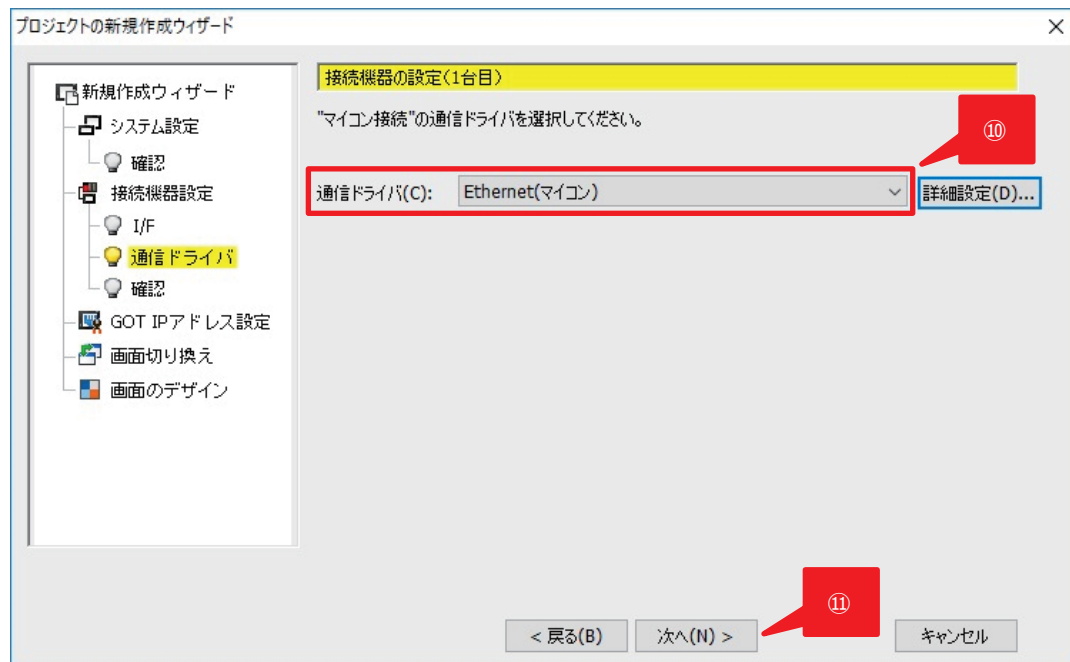 プロジェクトの新規作成ウィザード
新規作成ウィザード
システム設定
確認
接続機器設定
I/F
通信ドライバ
確認
GOT IPアドレス設定
画面切り換え
画面のデザイン
接続機器の設定(1台目)
"マイコン接続"の通信ドライバを選択してください。
⑩
通信ドライバ(C): Ethernet(マイコン) 詳細設定(D)...
⑪
< 戻る(B) 次へ(N) > キャンセル